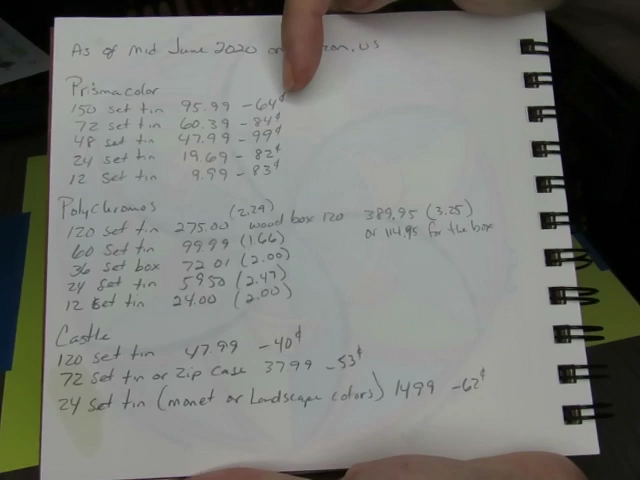 As of mid June 2020 on zon.us
Prismacolor
150 set tin 95.99 - 64¢
72 set tin 60.39 - 84¢
48 set tin 47.99 - 99¢
24 set tin 19.69 - 82¢
12 set tin 9.99 - 83¢
Polychromos
120 set tin 275.00 (2.29) wood box 120 389.95 (3.25)
or 114.95 for the box
60 set tin 99.99 (1.66)
36 set box 72.01 (2.00)
24 set tin 59.50 (2.47)
12 set tin 24.00 (2.00)
Castle
120 set tin 47.99 - 40¢
72 set tin or zip case 3799 - 53¢
24 set tin (monet or Landscape colors) 1499 - 62¢